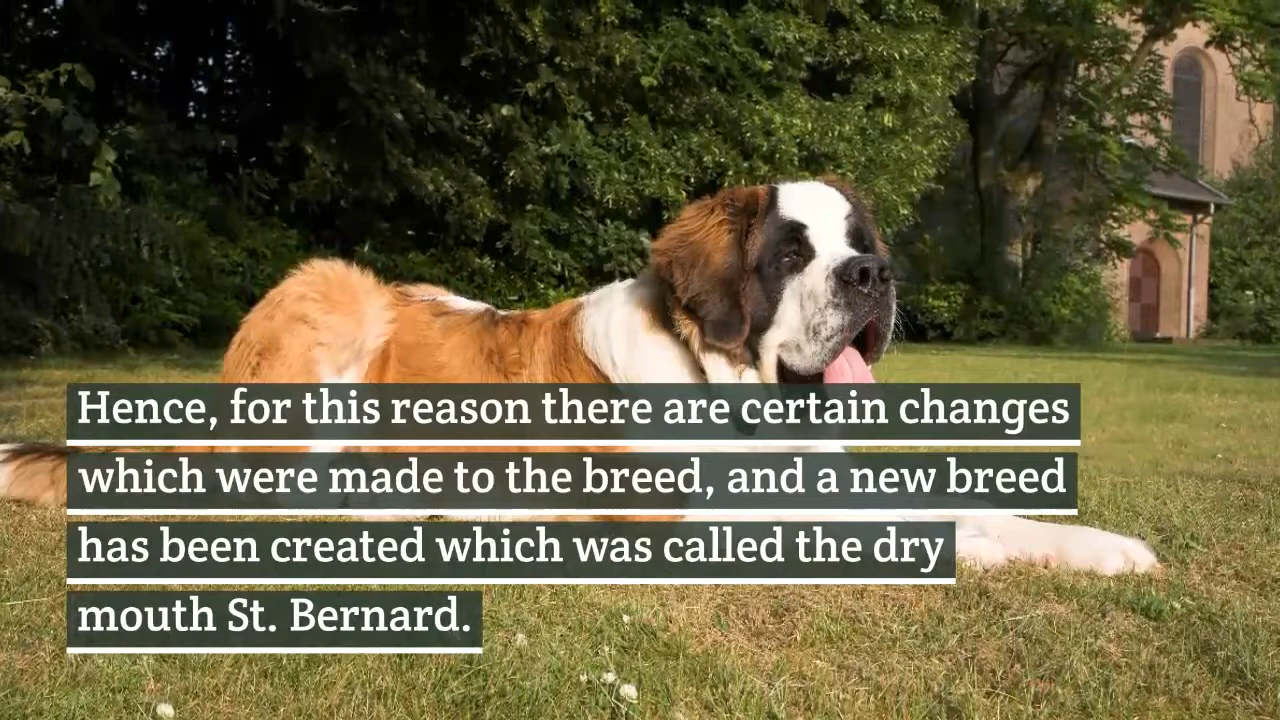 Hence, for this reason there are certain changes
which were made to the breed, and a new breed
has been created which was called the dry
mouth St. Bernard.